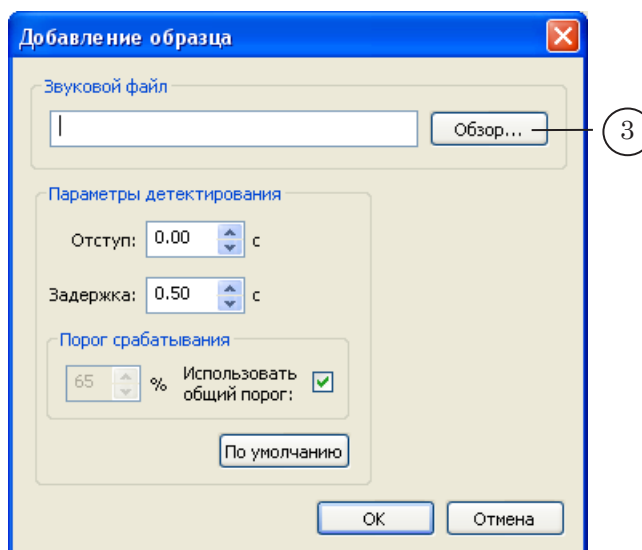 Добавление образца
Звуковой файл
Обзор...
3
Параметры детектирования
Отступ: 0.00 с
Задержка: 0.50 с
Порог срабатывания
65 % Использовать
общий порог:
По умолчанию
ОК Отмена